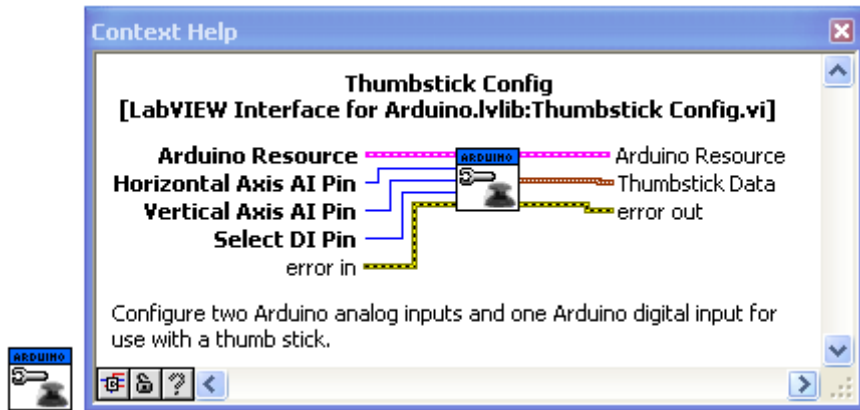 Context Help
Thumbstick Config
[LabVIEW Interface for Arduino.lvlib:Thumbstick Config.vi]
Arduino Resource ARDUINO Arduino Resource
Horizontal Axis AI Pin Thumbstick Data
Vertical Axis AI Pin error out
Select DI Pin
error in
Configure two Arduino analog inputs and one Arduino digital input for
use with a thumb stick.
ARDUINO
?